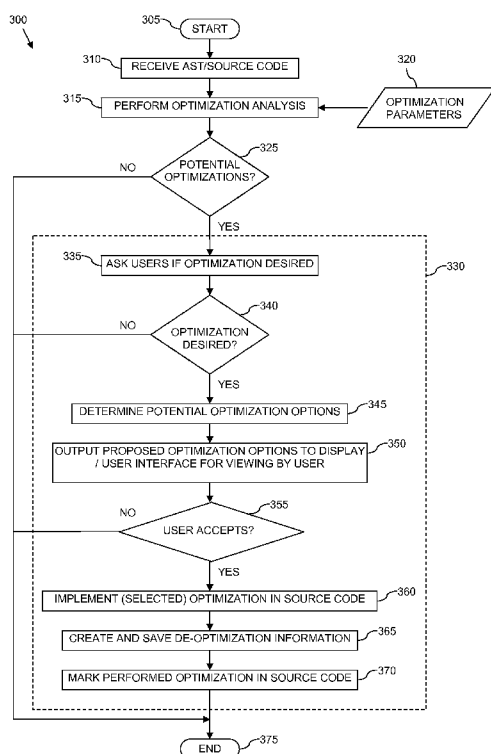 300
305
START
310
RECEIVE AST/SOURCE CODE
320
315
PERFORM OPTIMIZATION ANALYSIS
OPTIMIZATION
PARAMETERS
325
NO
POTENTIAL
OPTIMIZATIONS?
YES
335
330
ASK USERS IF OPTIMIZATION DESIRED
340
NO
OPTIMIZATION
DESIRED?
YES
DETERMINE POTENTIAL OPTIMIZATION OPTIONS
345
OUTPUT PROPOSED OPTIMIZATION OPTIONS TO DISPLAY
/ USER INTERFACE FOR VIEWING BY USER
350
355
NO
USER ACCEPTS?
YES
IMPLEMENT (SELECTED) OPTIMIZATION IN SOURCE CODE
360
CREATE AND SAVE DE-OPTIMIZATION INFORMATION
365
MARK PERFORMED OPTIMIZATION IN SOURCE CODE
370
END
375